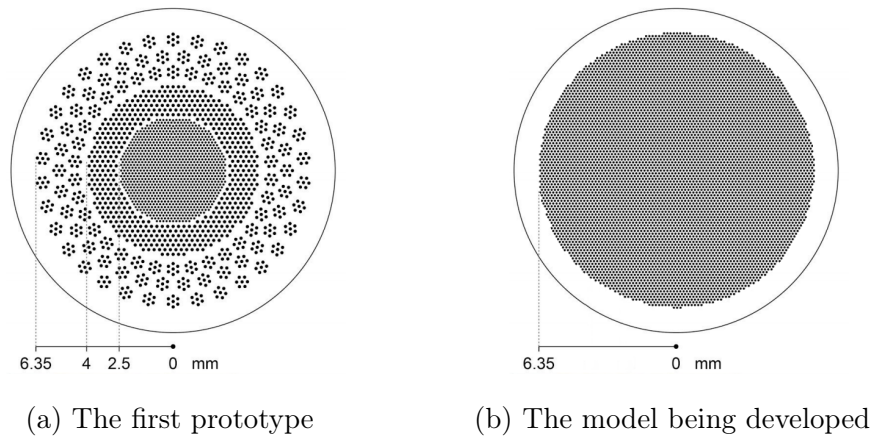 6.35 4 2.5 0 mm
6.35 0 mm
(a) The first prototype
(b) The model being developed